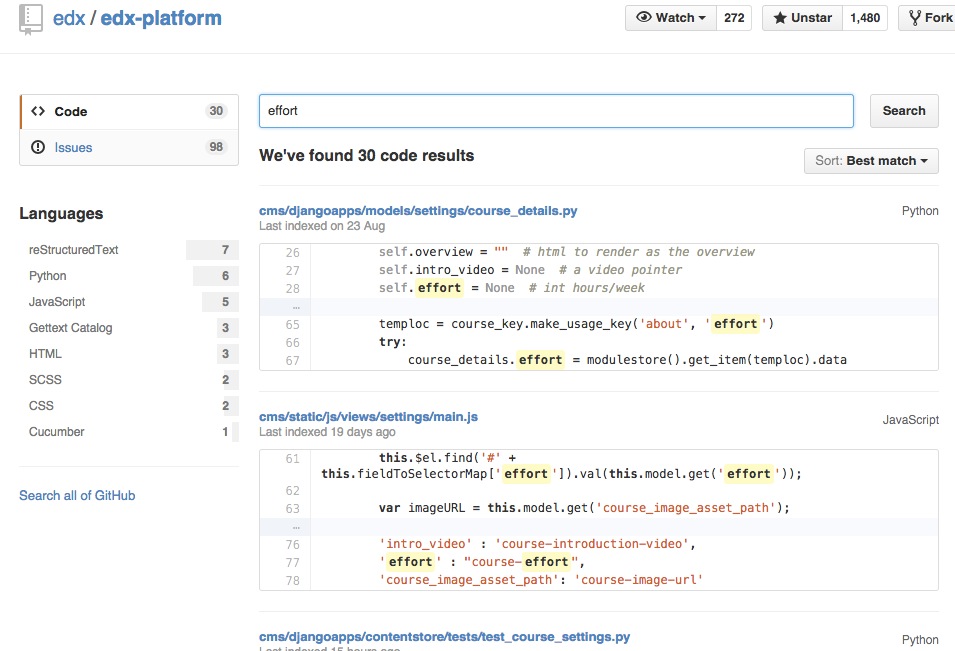 edx / edx-platform
Watch 272
Unstar 1,480
Fork
Code 30
Issues 98
Languages
reStructuredText 7
Python 6
JavaScript 5
Gettext Catalog 3
HTML 3
SCSS 2
CSS 2
Cucumber 1
Search all of GitHub
effort
Search
We've found 30 code results
Sort: Best match
cms/djangoapps/models/settings/course_details.py
Python
Last indexed on 23 Aug
26 self.overview = "" # html to render as the overview
27 self.intro_video = None # a video pointer
28 self.effort = None # int hours/week
...
65 temploc = course_key.make_usage_key('about', 'effort')
66 try:
67 course_details.effort = modulestore().get_item(temploc).data
cms/static/js/views/settings/main.js
JavaScript
Last indexed 19 days ago
61 this.$el.find('#' +
this.fieldToSelectorMap['effort']).val(this.model.get('effort'));
62
63 var imageURL = this.model.get('course_image_asset_path');
...
76 'intro_video' : 'course-introduction-video',
77 'effort' : "course-effort",
78 'course_image_asset_path': 'course-image-url'
cms/djangoapps/contentstore/tests/test_course_settings.py
Python
Last indexed 15 hours ago